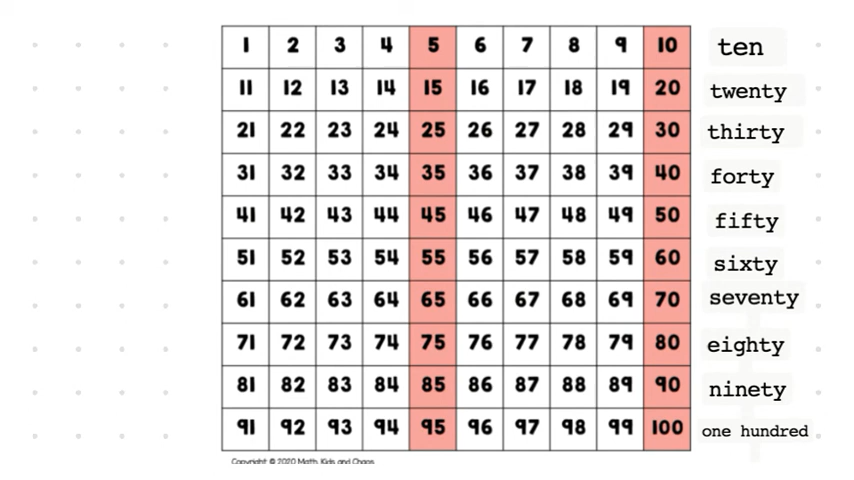 1 2 3 4 5 6 7 8 9 10 ten
11 12 13 14 15 16 17 18 19 20 twenty
21 22 23 24 25 26 27 28 29 30 thirty
31 32 33 34 35 36 37 38 39 40 forty
41 42 43 44 45 46 47 48 49 50 fifty
51 52 53 54 55 56 57 58 59 60 sixty
61 62 63 64 65 66 67 68 69 70 seventy
71 72 73 74 75 76 77 78 79 80 eighty
81 82 83 84 85 86 87 88 89 90 ninety
91 92 93 94 95 96 97 98 99 100 one hundred
Copyright © 2020 Math, Kids and Chaos